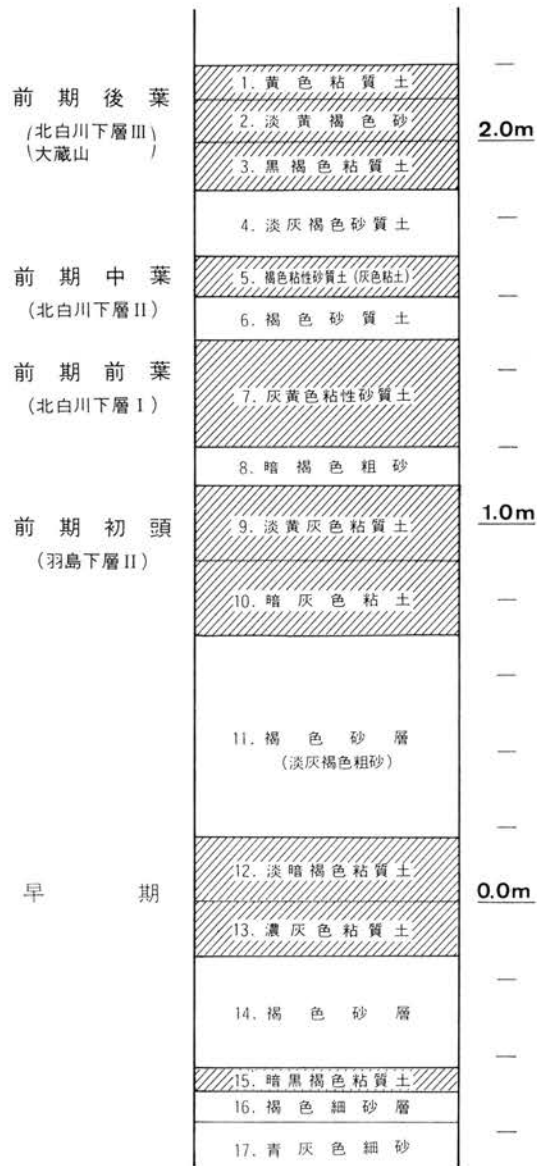 1. 黄色粘質土
前期後葉
(北白川下層III
大蔵山)
2. 淡黄褐色砂
2.0m
3. 黒褐色粘質土
4. 淡灰褐色砂質土
前期中葉
(北白川下層II)
5. 褐色粘性砂質土(灰色粘土)
6. 褐色砂質土
前期前葉
(北白川下層I)
7. 灰黄色粘性砂質土
8. 暗褐色粗砂
1.0m
前期初頭
(羽島下層II)
9. 淡黄灰色粘質土
10. 暗灰色粘土
11. 褐色砂層
(淡灰褐色粗砂)
12. 淡暗褐色粘質土
早期
0.0m
13. 濃灰色粘質土
14. 褐色砂層
15. 暗黒褐色粘質土
16. 褐色細砂層
17. 青灰色細砂